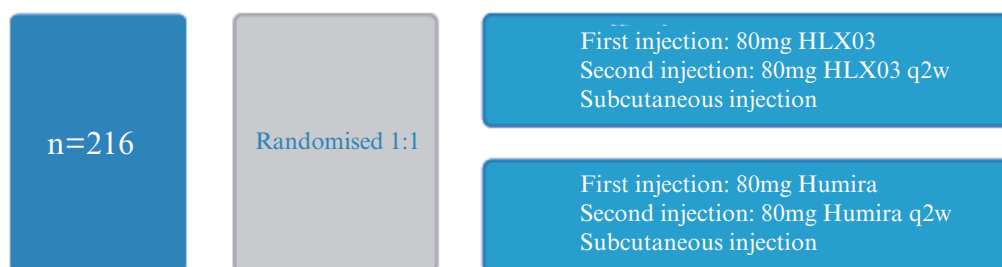 n=216
Randomised 1:1
First injection: 80mg HLX03
Second injection: 80mg HLX03 q2w
Subcutaneous injection
First injection: 80mg Humira
Second injection: 80mg Humira q2w
Subcutaneous injection